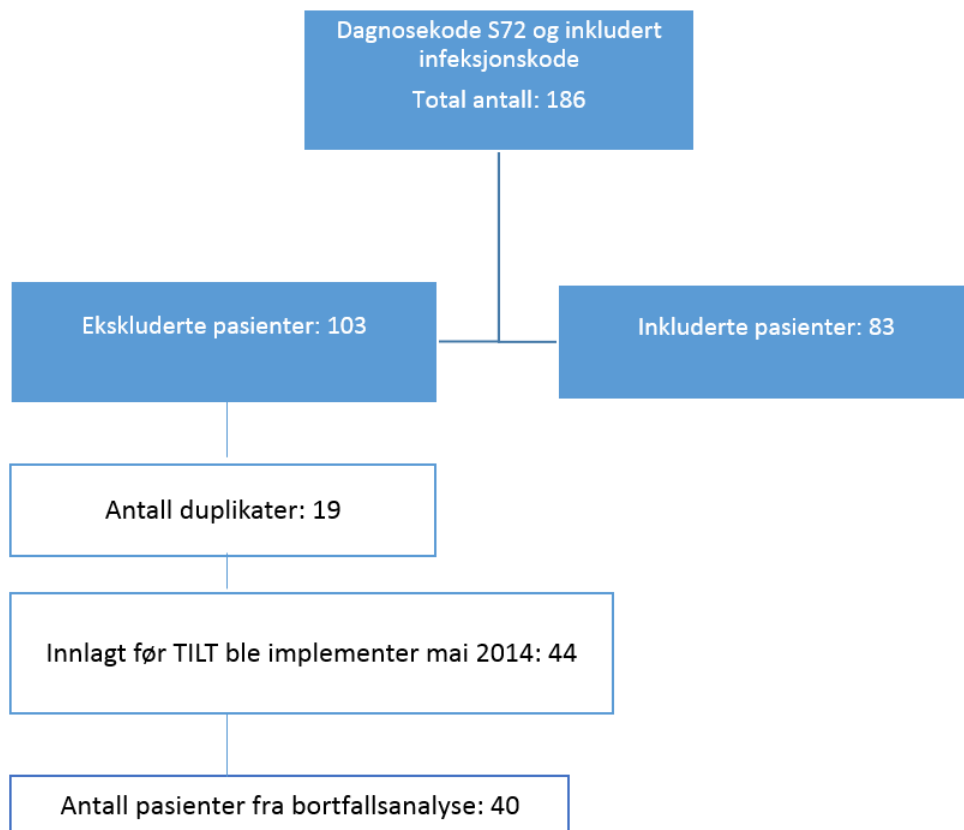 Dagnosekode S72 og inkludert
infeksjonskode
Total antall: 186
Ekskluderte pasienter: 103
Inkluderte pasienter: 83
Antall duplikater: 19
Innlagt før TILT ble implementer mai 2014: 44
Antall pasienter fra bortfallsanalyse: 40